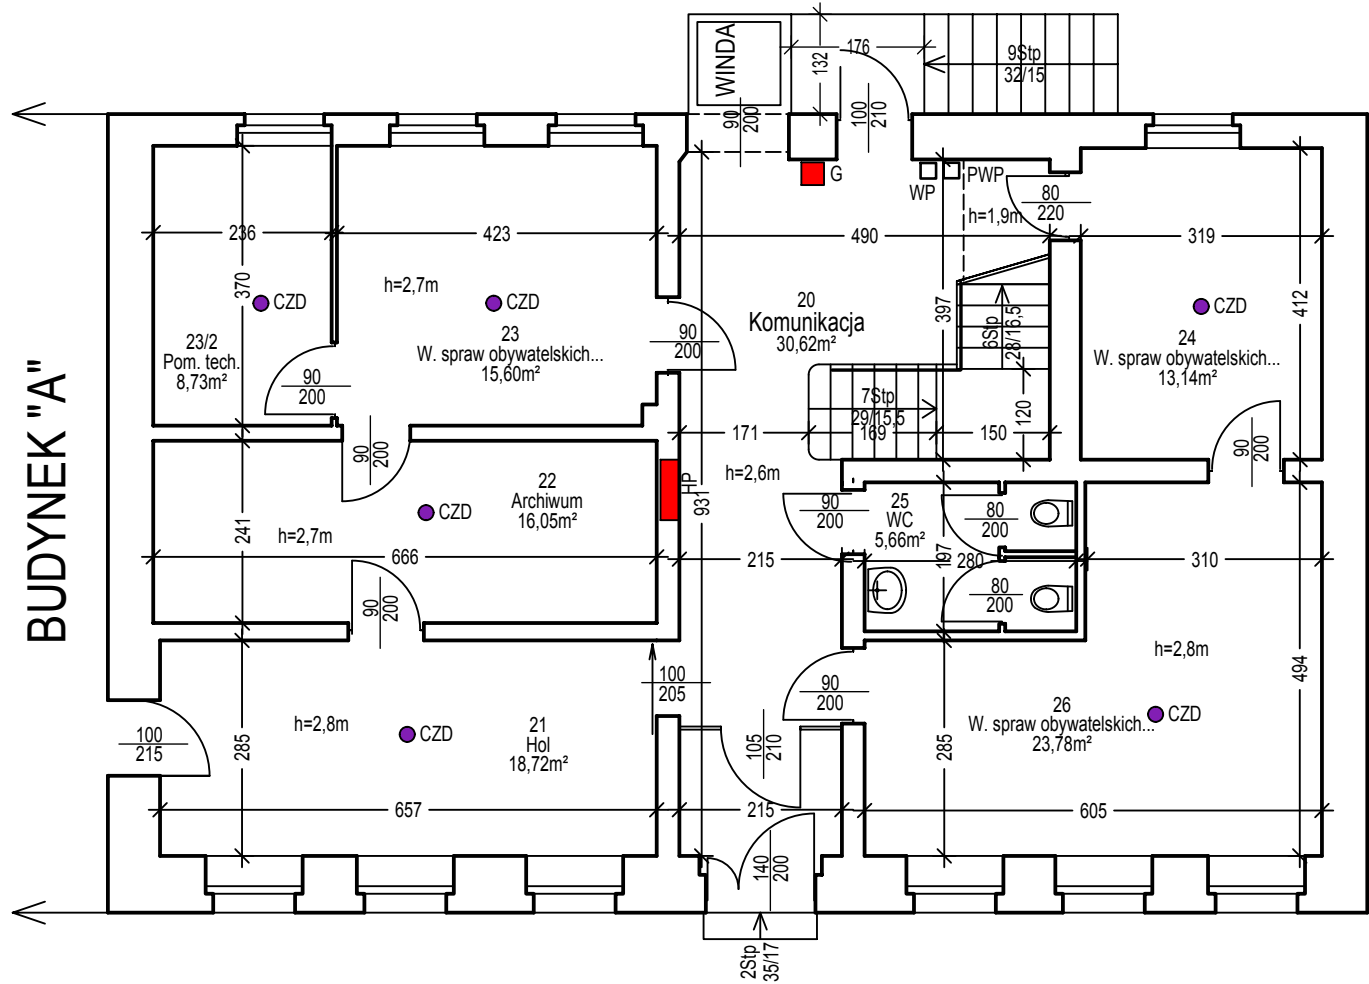 WINDA
176
132
9Stp
32/15
90
200
100
210
G
WP
PWP
h=1,9m
80
220
236
423
490
319
370
h=2,7m
CZD
CZD
CZD
20
Komunikacja
30,62m²
397
6Stp
28/16,5
412
23/2
Pom. tech.
8,73m²
23
W. spraw obywatelskich...
15,60m²
90
200
24
W. spraw obywatelskich...
13,14m²
90
200
7Stp
29/15,5
120
171
169
150
90
200
90
200
BUDYNEK "A"
22
Archiwum
16,05m²
CZD
HP
931
h=2,6m
90
200
25
WC
5,66m²
80
200
241
h=2,7m
666
215
197
280
310
90
200
80
200
h=2,8m
494
100
205
90
200
h=2,8m
CZD
21
Hol
18,72m²
26
W. spraw obywatelskich...
23,78m²
CZD
100
215
285
105
210
285
657
215
605
140
200
2Stp
35/17